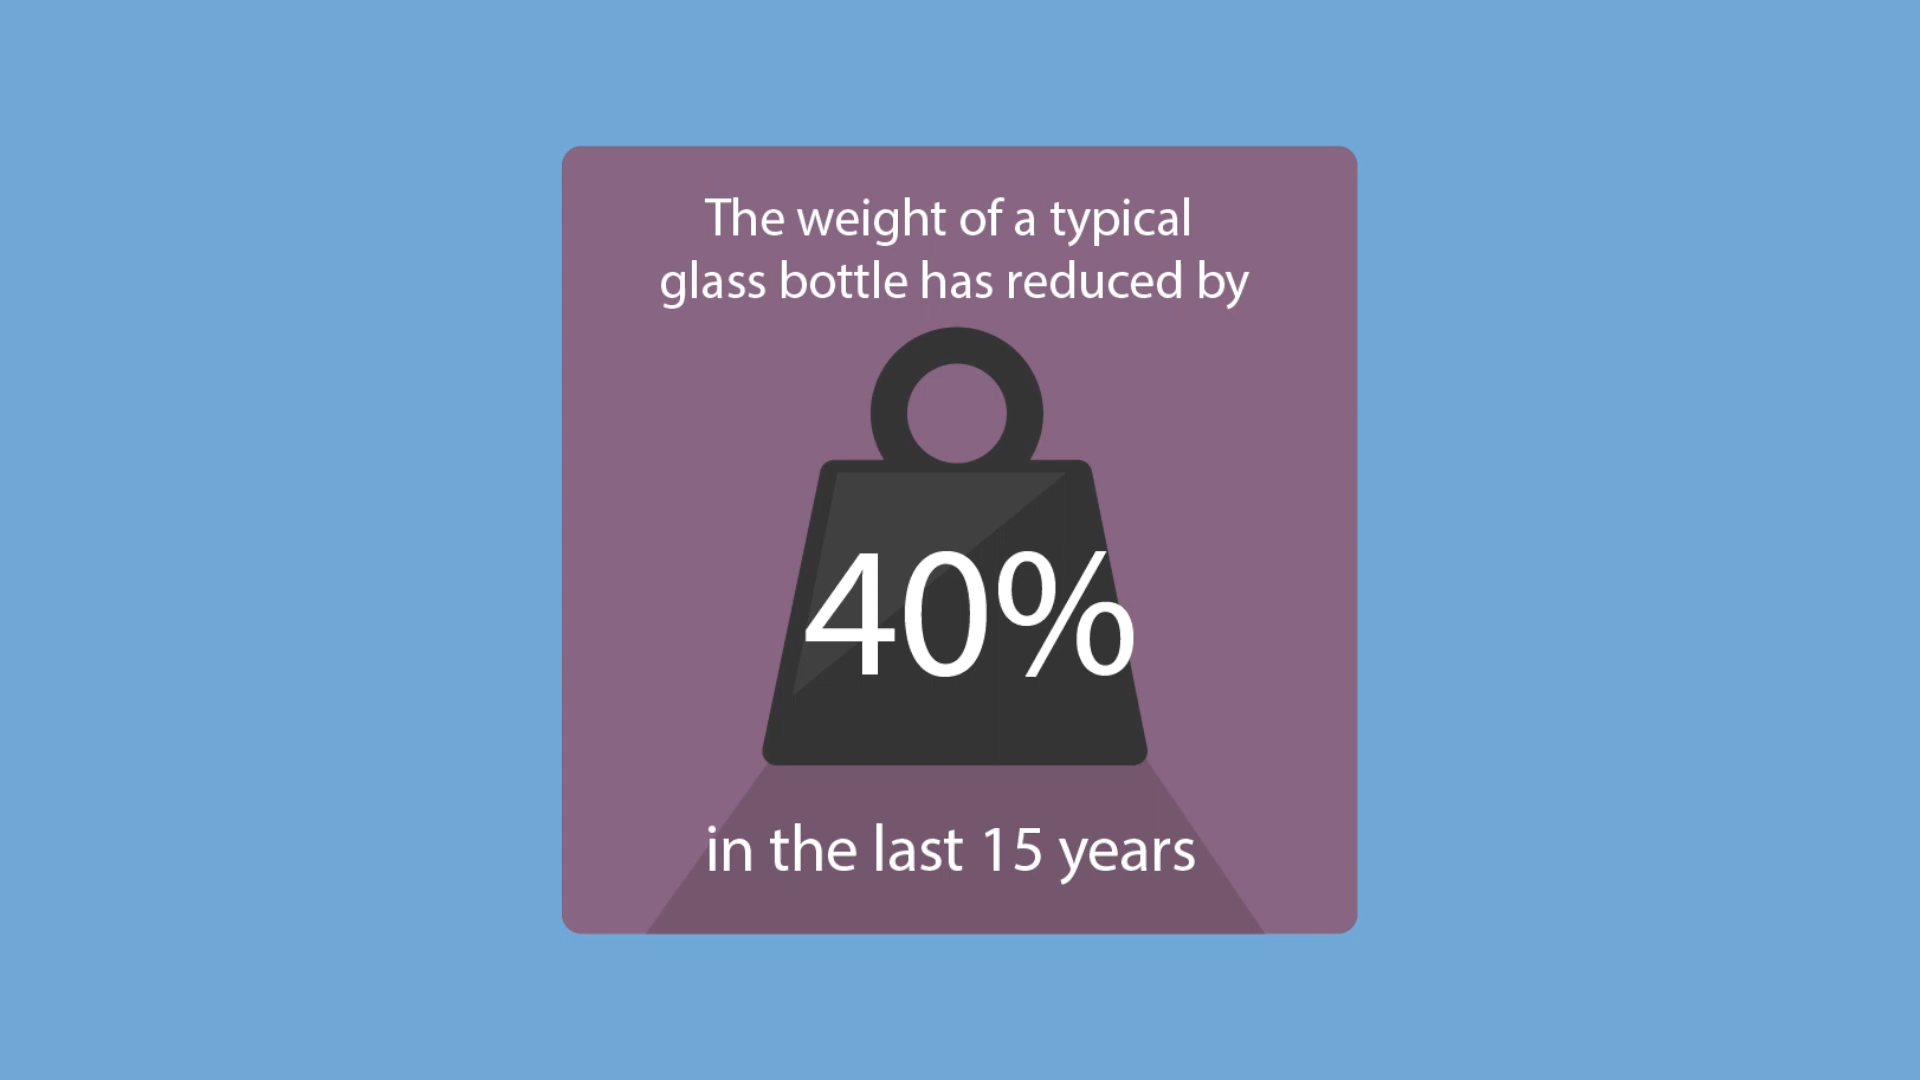 The weight of a typical
glass bottle has reduced by
40%
in the last 15 years